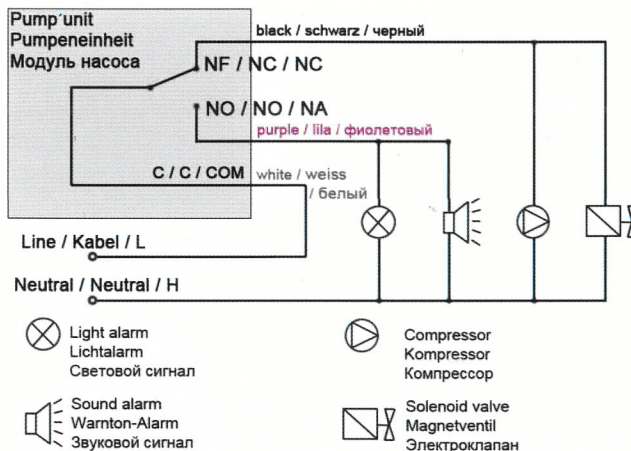 Pump´unit
Pumpeneinheit
Модуль насоса
black / schwarz / черный
NF / NC / NC
NO / NO / NA
purple / lila / фиолетовый
C / C / COM
white / weiss
/ белый
Line / Kabel / L
Neutral / Neutral / H
Light alarm
Lichtalarm
Световой сигнал
Compressor
Kompressor
Компрессор
Sound alarm
Warnton-Alarm
Звуковой сигнал
Solenoid valve
Magnetventil
Электроклапан